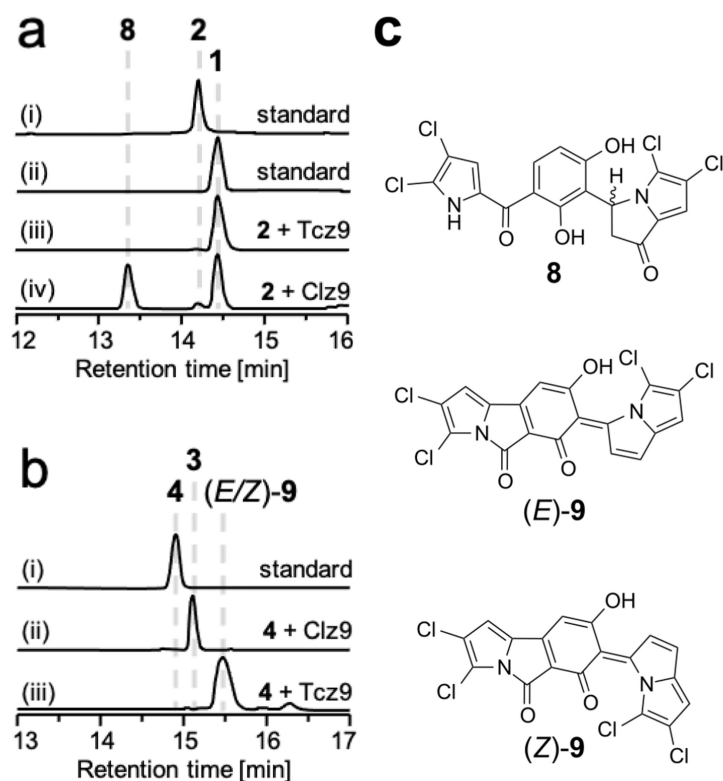 a
8 2 1
(i) standard
(ii) standard
(iii) 2 + Tcz9
(iv) 2 + Clz9
12 13 14 15 16
Retention time [min]
b
4 3 (E/Z)-9
(i) standard
(ii) 4 + Clz9
(iii) 4 + Tcz9
13 14 15 16 17
Retention time [min]
c
Cl
Cl
N
H
O
OH
OH
H
Cl
Cl
N
O
8
Cl
Cl
N
O
O
OH
Cl
Cl
N
(E)-9
Cl
Cl
N
O
O
OH
N
Cl
Cl
(Z)-9